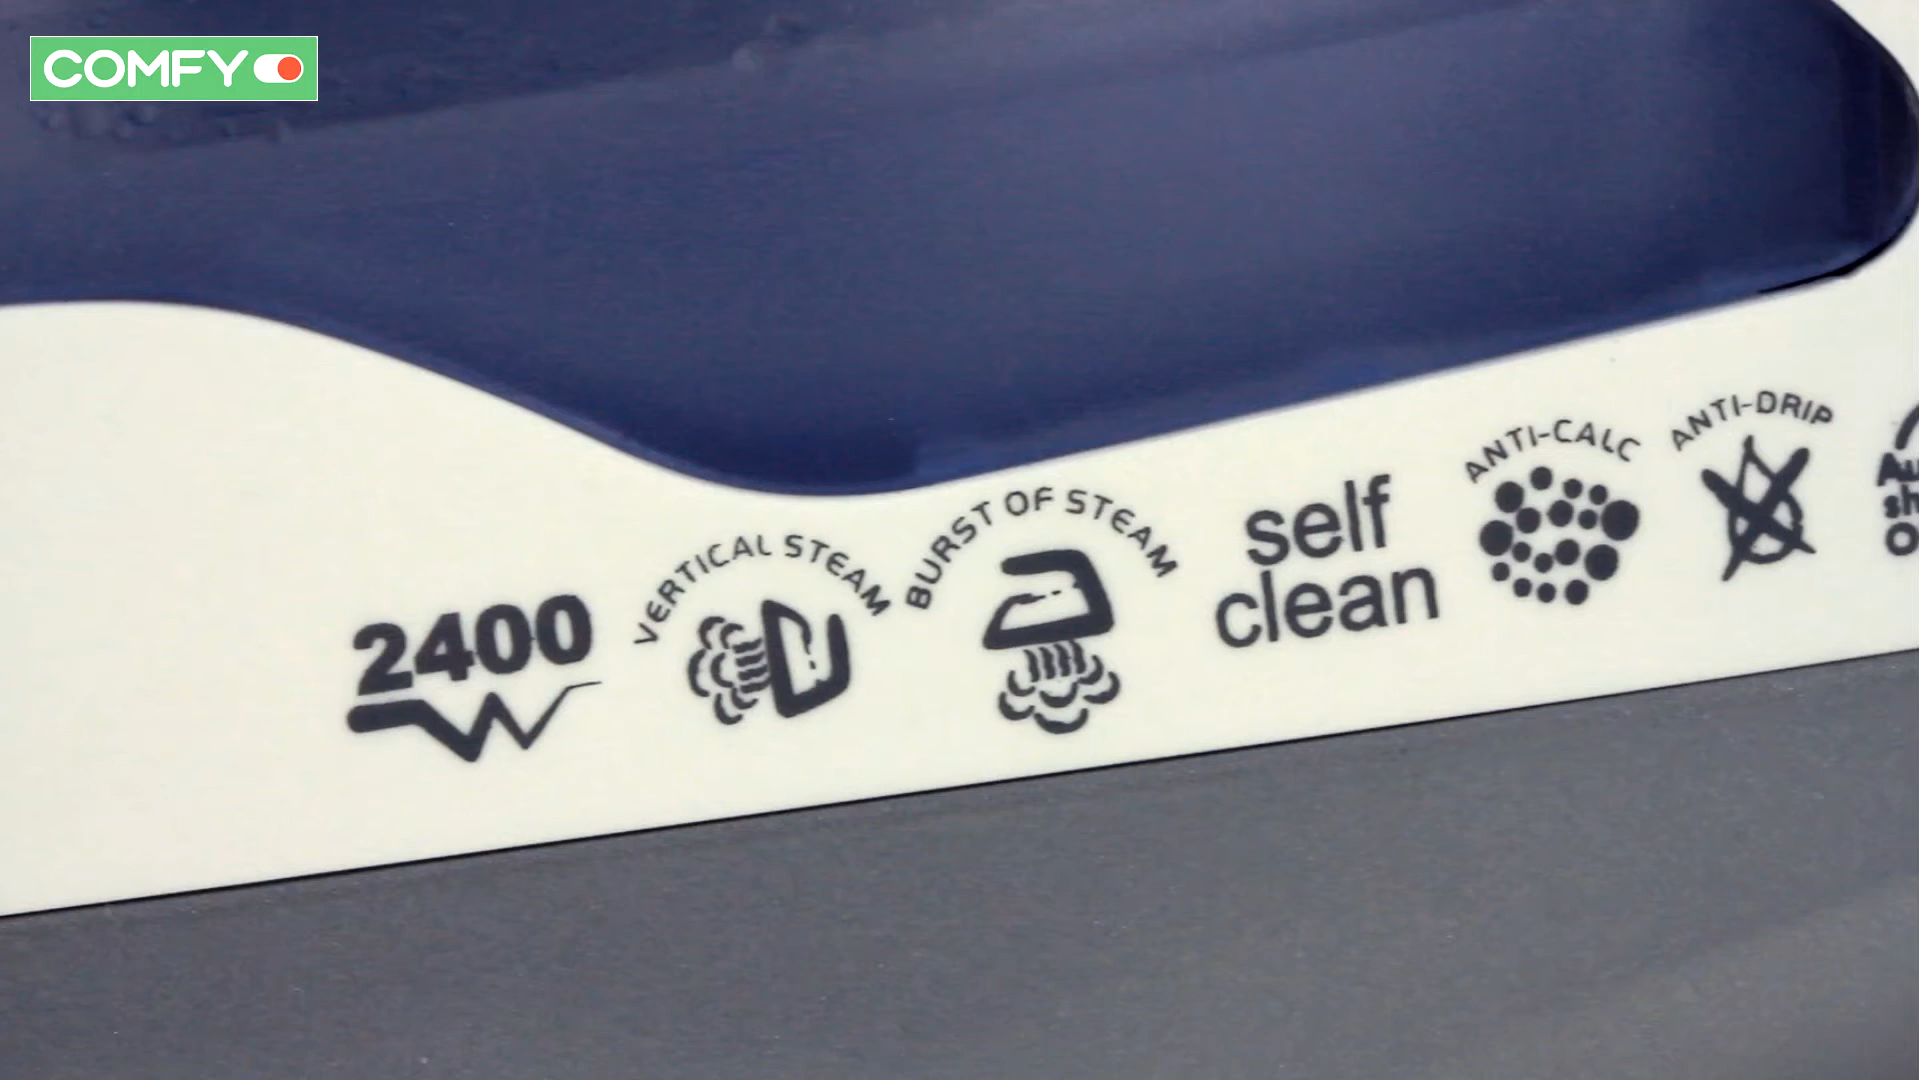 COMFY
2400
W
VERTICAL STEAM
BURST OF STEAM
self
clean
ANTI-CALC
ANTI-DRIP